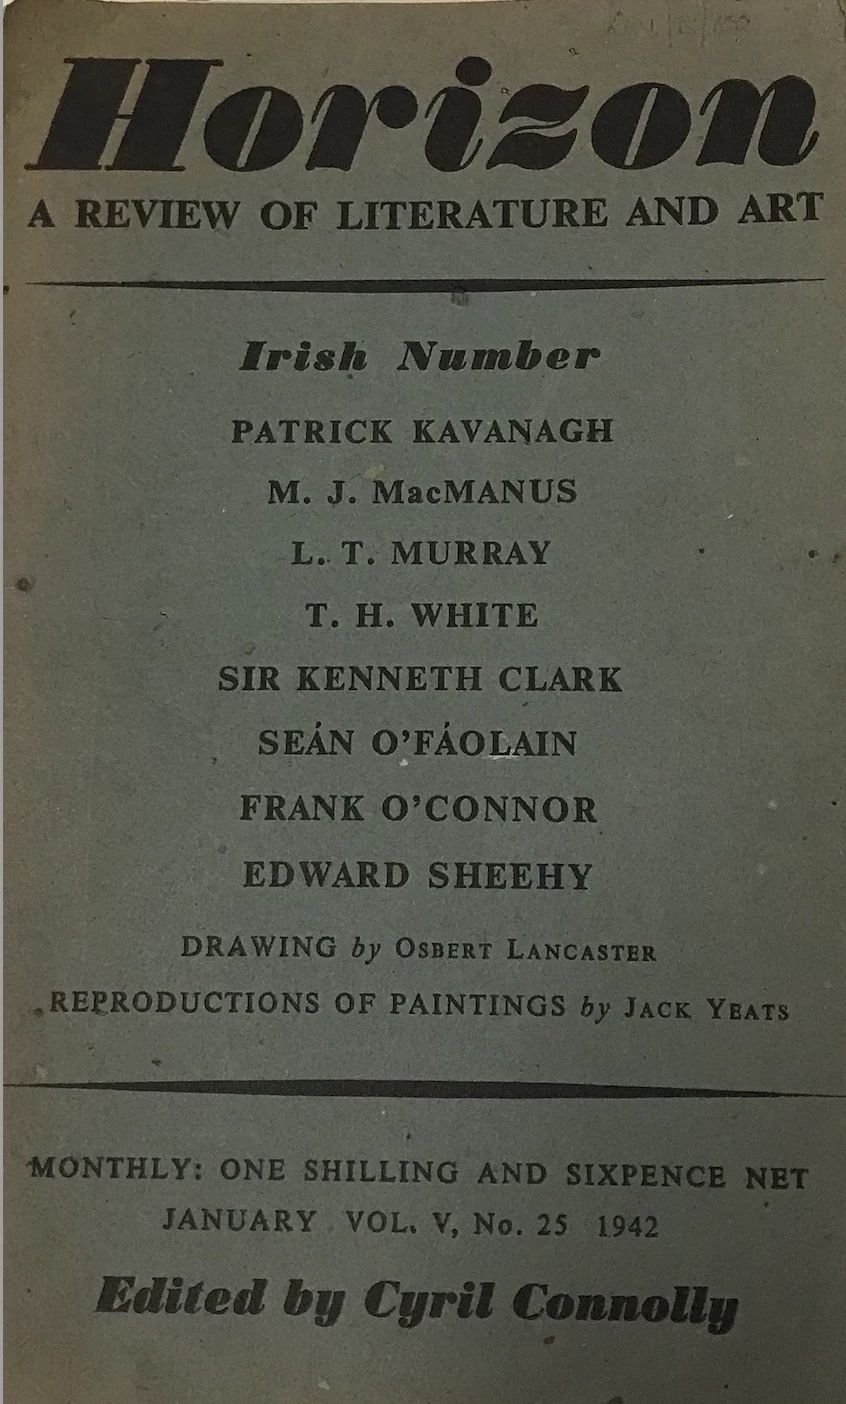 Horizon
A REVIEW OF LITERATURE AND ART
Irish Number
PATRICK KAVANAGH
M. J. MacMANUS
L. T. MURRAY
T. H. WHITE
SIR KENNETH CLARK
SEÁN O'FÁOLAIN
FRANK O'CONNOR
EDWARD SHEEHY
DRAWING by OSBERT LANCASTER
REPRODUCTIONS OF PAINTINGS by JACK YEATS
MONTHLY: ONE SHILLING AND SIXPENCE NET
JANUARY VOL. V, No. 25 1942
Edited by Cyril Connolly